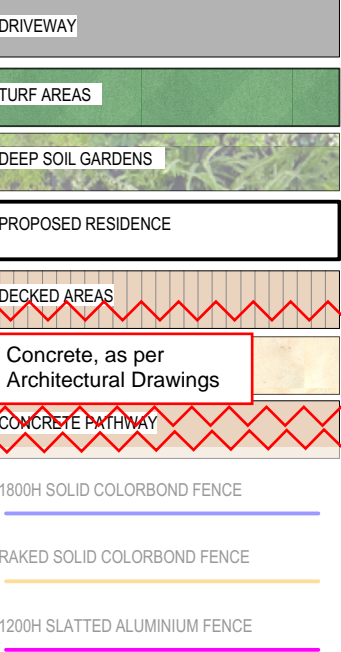 DRIVEWAY
TURF AREAS
DEEP SOIL GARDENS
PROPOSED RESIDENCE
DECKED AREAS
Concrete, as per
Architectural Drawings
CONCRETE PATHWAY
1800H SOLID COLORBOND FENCE
RAKED SOLID COLORBOND FENCE
1200H SLATTED ALUMINIUM FENCE